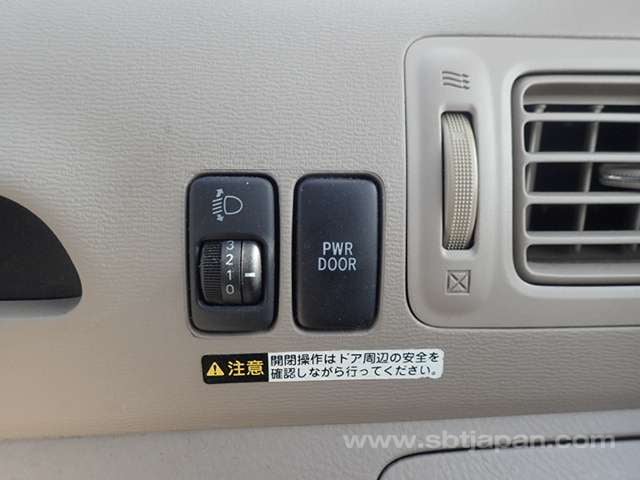 3
2
1
0
PWR
DOOR
注意 開閉操作はドア周辺の安全を
確認しながら行ってください。
www.sbtjapan.com